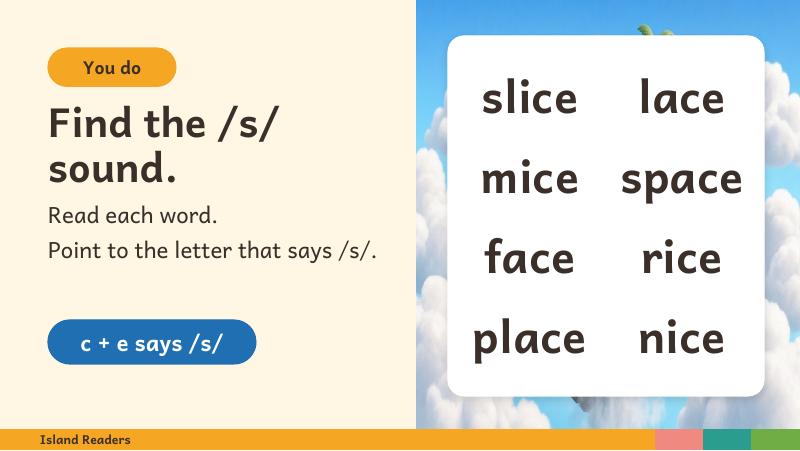 You do
Find the /s/
sound.
Read each word.
Point to the letter that says /s/.
c + e says /s/
slice lace
mice space
face rice
place nice
Island Readers